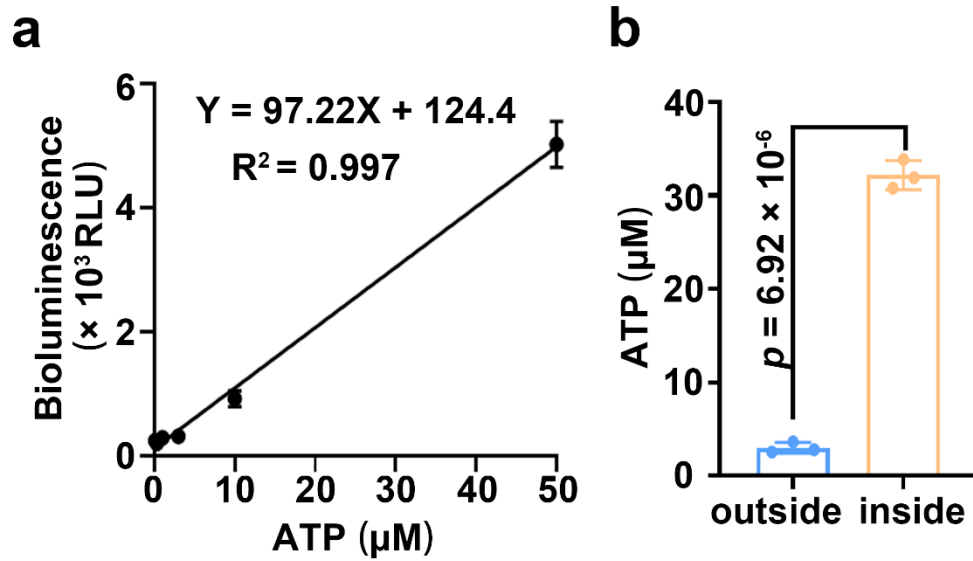 a
Y = 97.22X + 124.4
R² = 0.997
Bioluminescence
(× 10³ RLU)
6
4
2
0
0 10 20 30 40 50
ATP (µM)
b
p = 6.92 × 10⁻⁶
ATP (µM)
40
30
20
10
0
outside inside